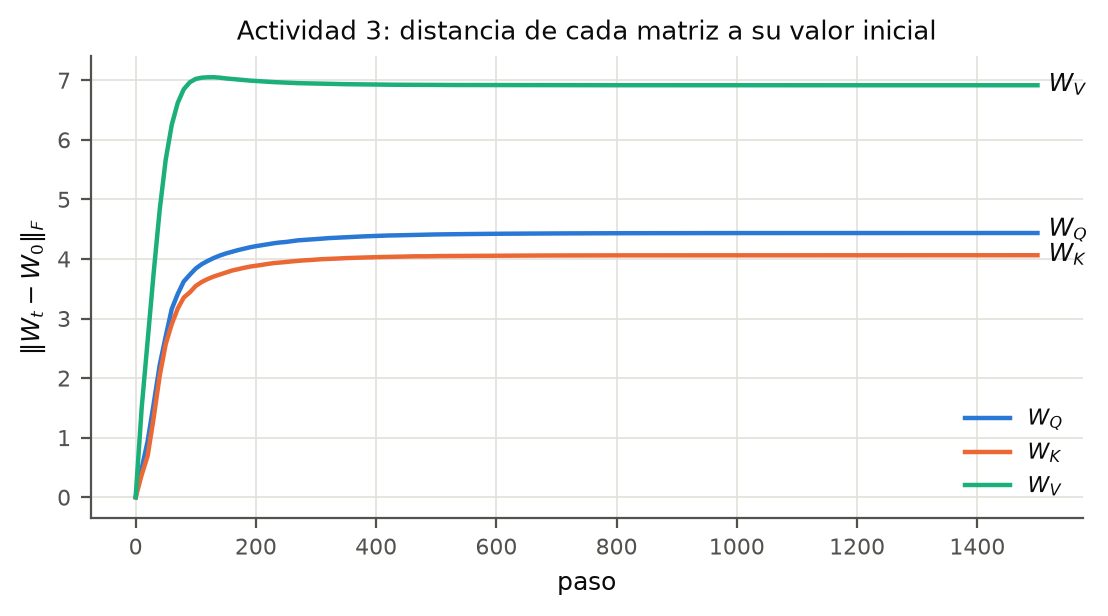 Actividad 3: distancia de cada matriz a su valor inicial
‖W_t − W_0‖_F
7
6
5
4
3
2
1
0
W_V
W_Q
W_K
W_Q
W_K
W_V
0 200 400 600 800 1000 1200 1400
paso